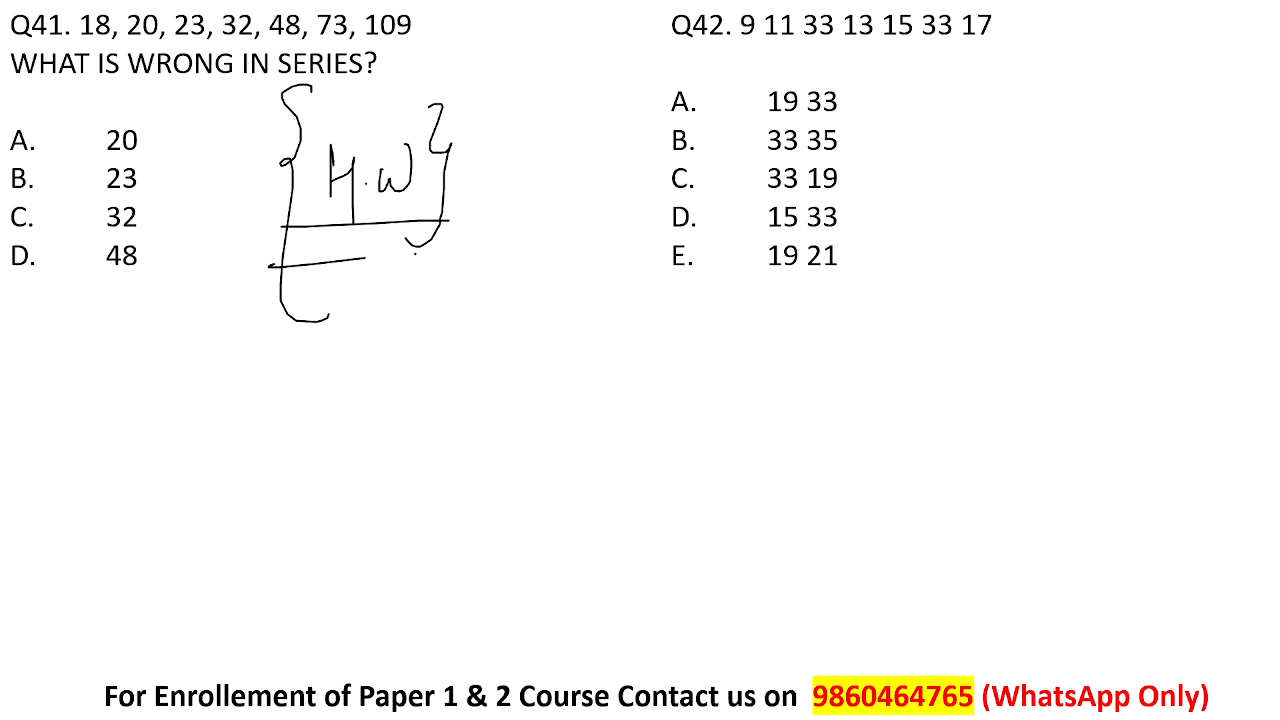 Q41. 18, 20, 23, 32, 48, 73, 109
WHAT IS WRONG IN SERIES?
A. 20
B. 23
C. 32
D. 48
H.W
Q42. 9 11 33 13 15 33 17
A. 19 33
B. 33 35
C. 33 19
D. 15 33
E. 19 21
For Enrollement of Paper 1 & 2 Course Contact us on 9860464765 (WhatsApp Only)